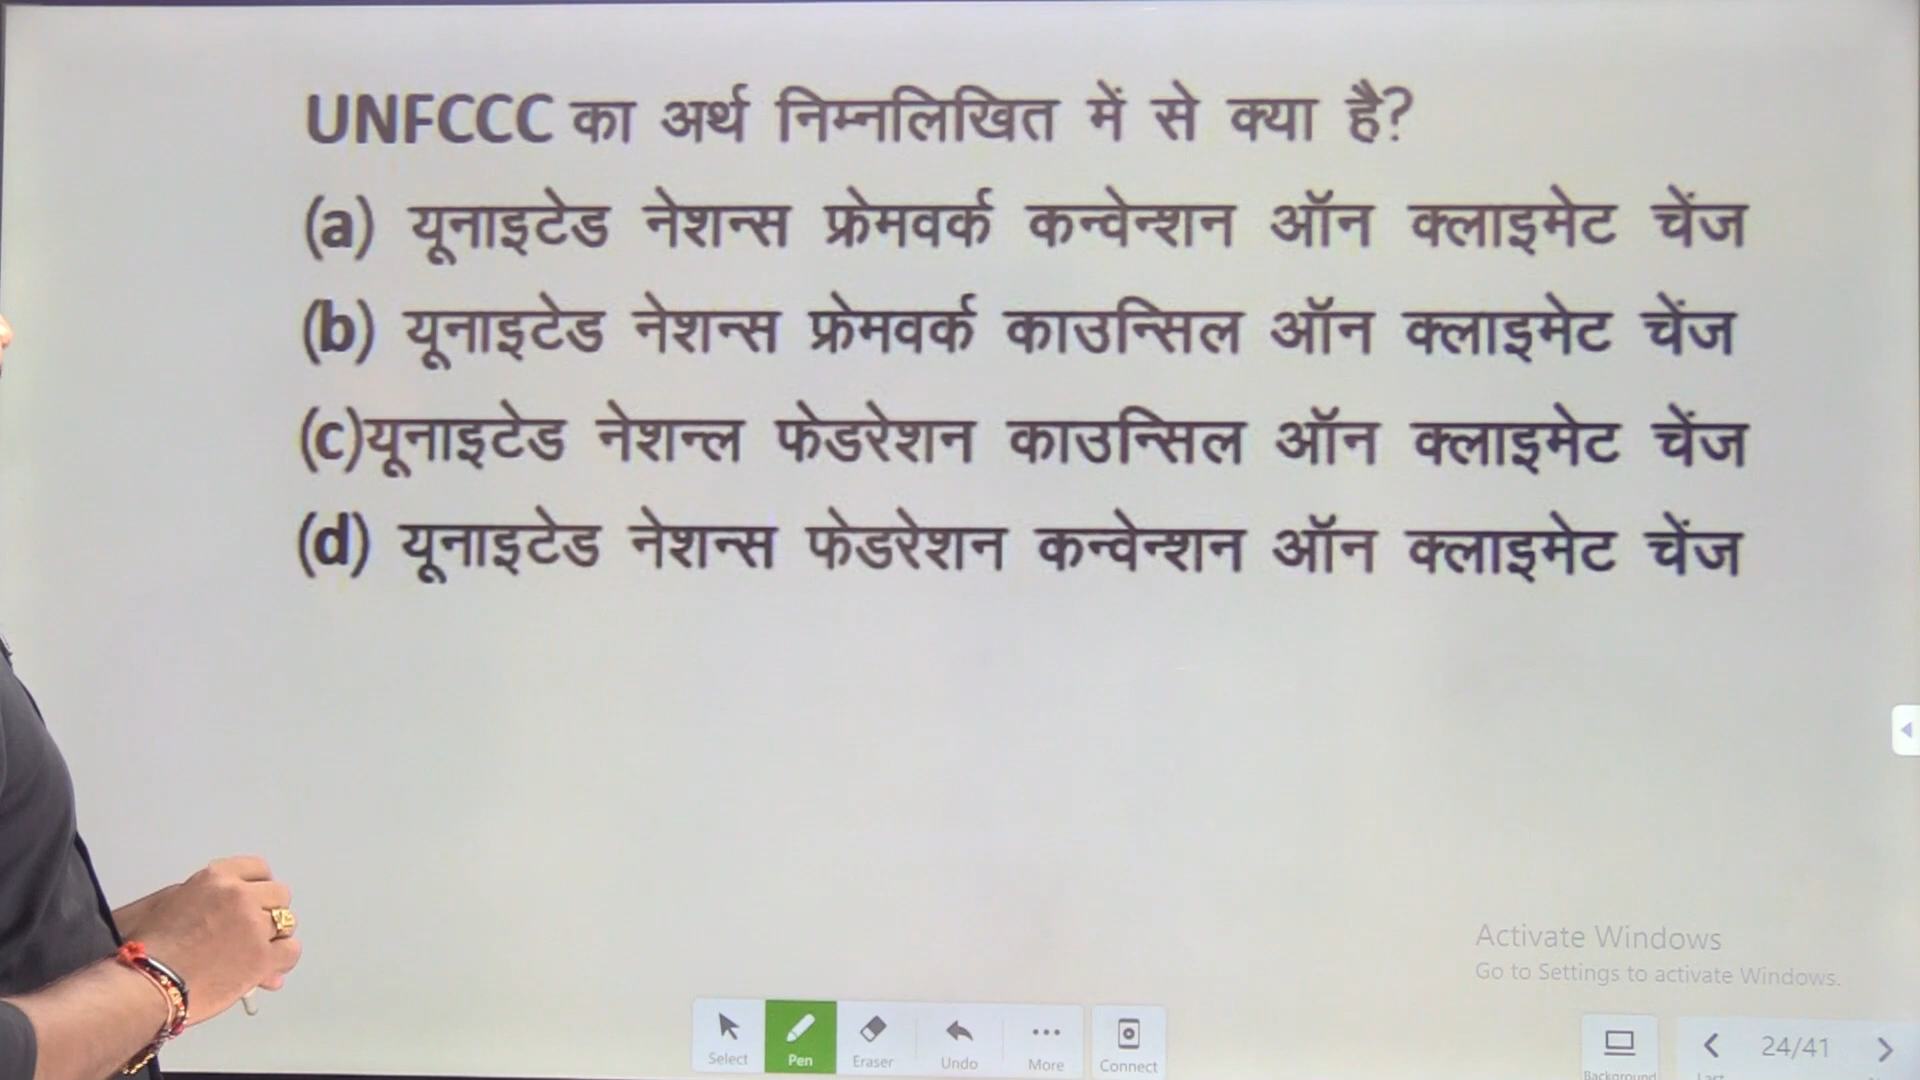 UNFCCC का अर्थ निम्नलिखित में से क्या है?
(a) यूनाइटेड नेशन्स फ्रेमवर्क कन्वेन्शन ऑन क्लाइमेट चेंज
(b) यूनाइटेड नेशन्स फ्रेमवर्क काउन्सिल ऑन क्लाइमेट चेंज
(c)यूनाइटेड नेशन्ल फेडरेशन काउन्सिल ऑन क्लाइमेट चेंज
(d) यूनाइटेड नेशन्स फेडरेशन कन्वेन्शन ऑन क्लाइमेट चेंज
Activate Windows
Go to Settings to activate Windows.
Select Pen Eraser Undo More Connect
Background
24/41